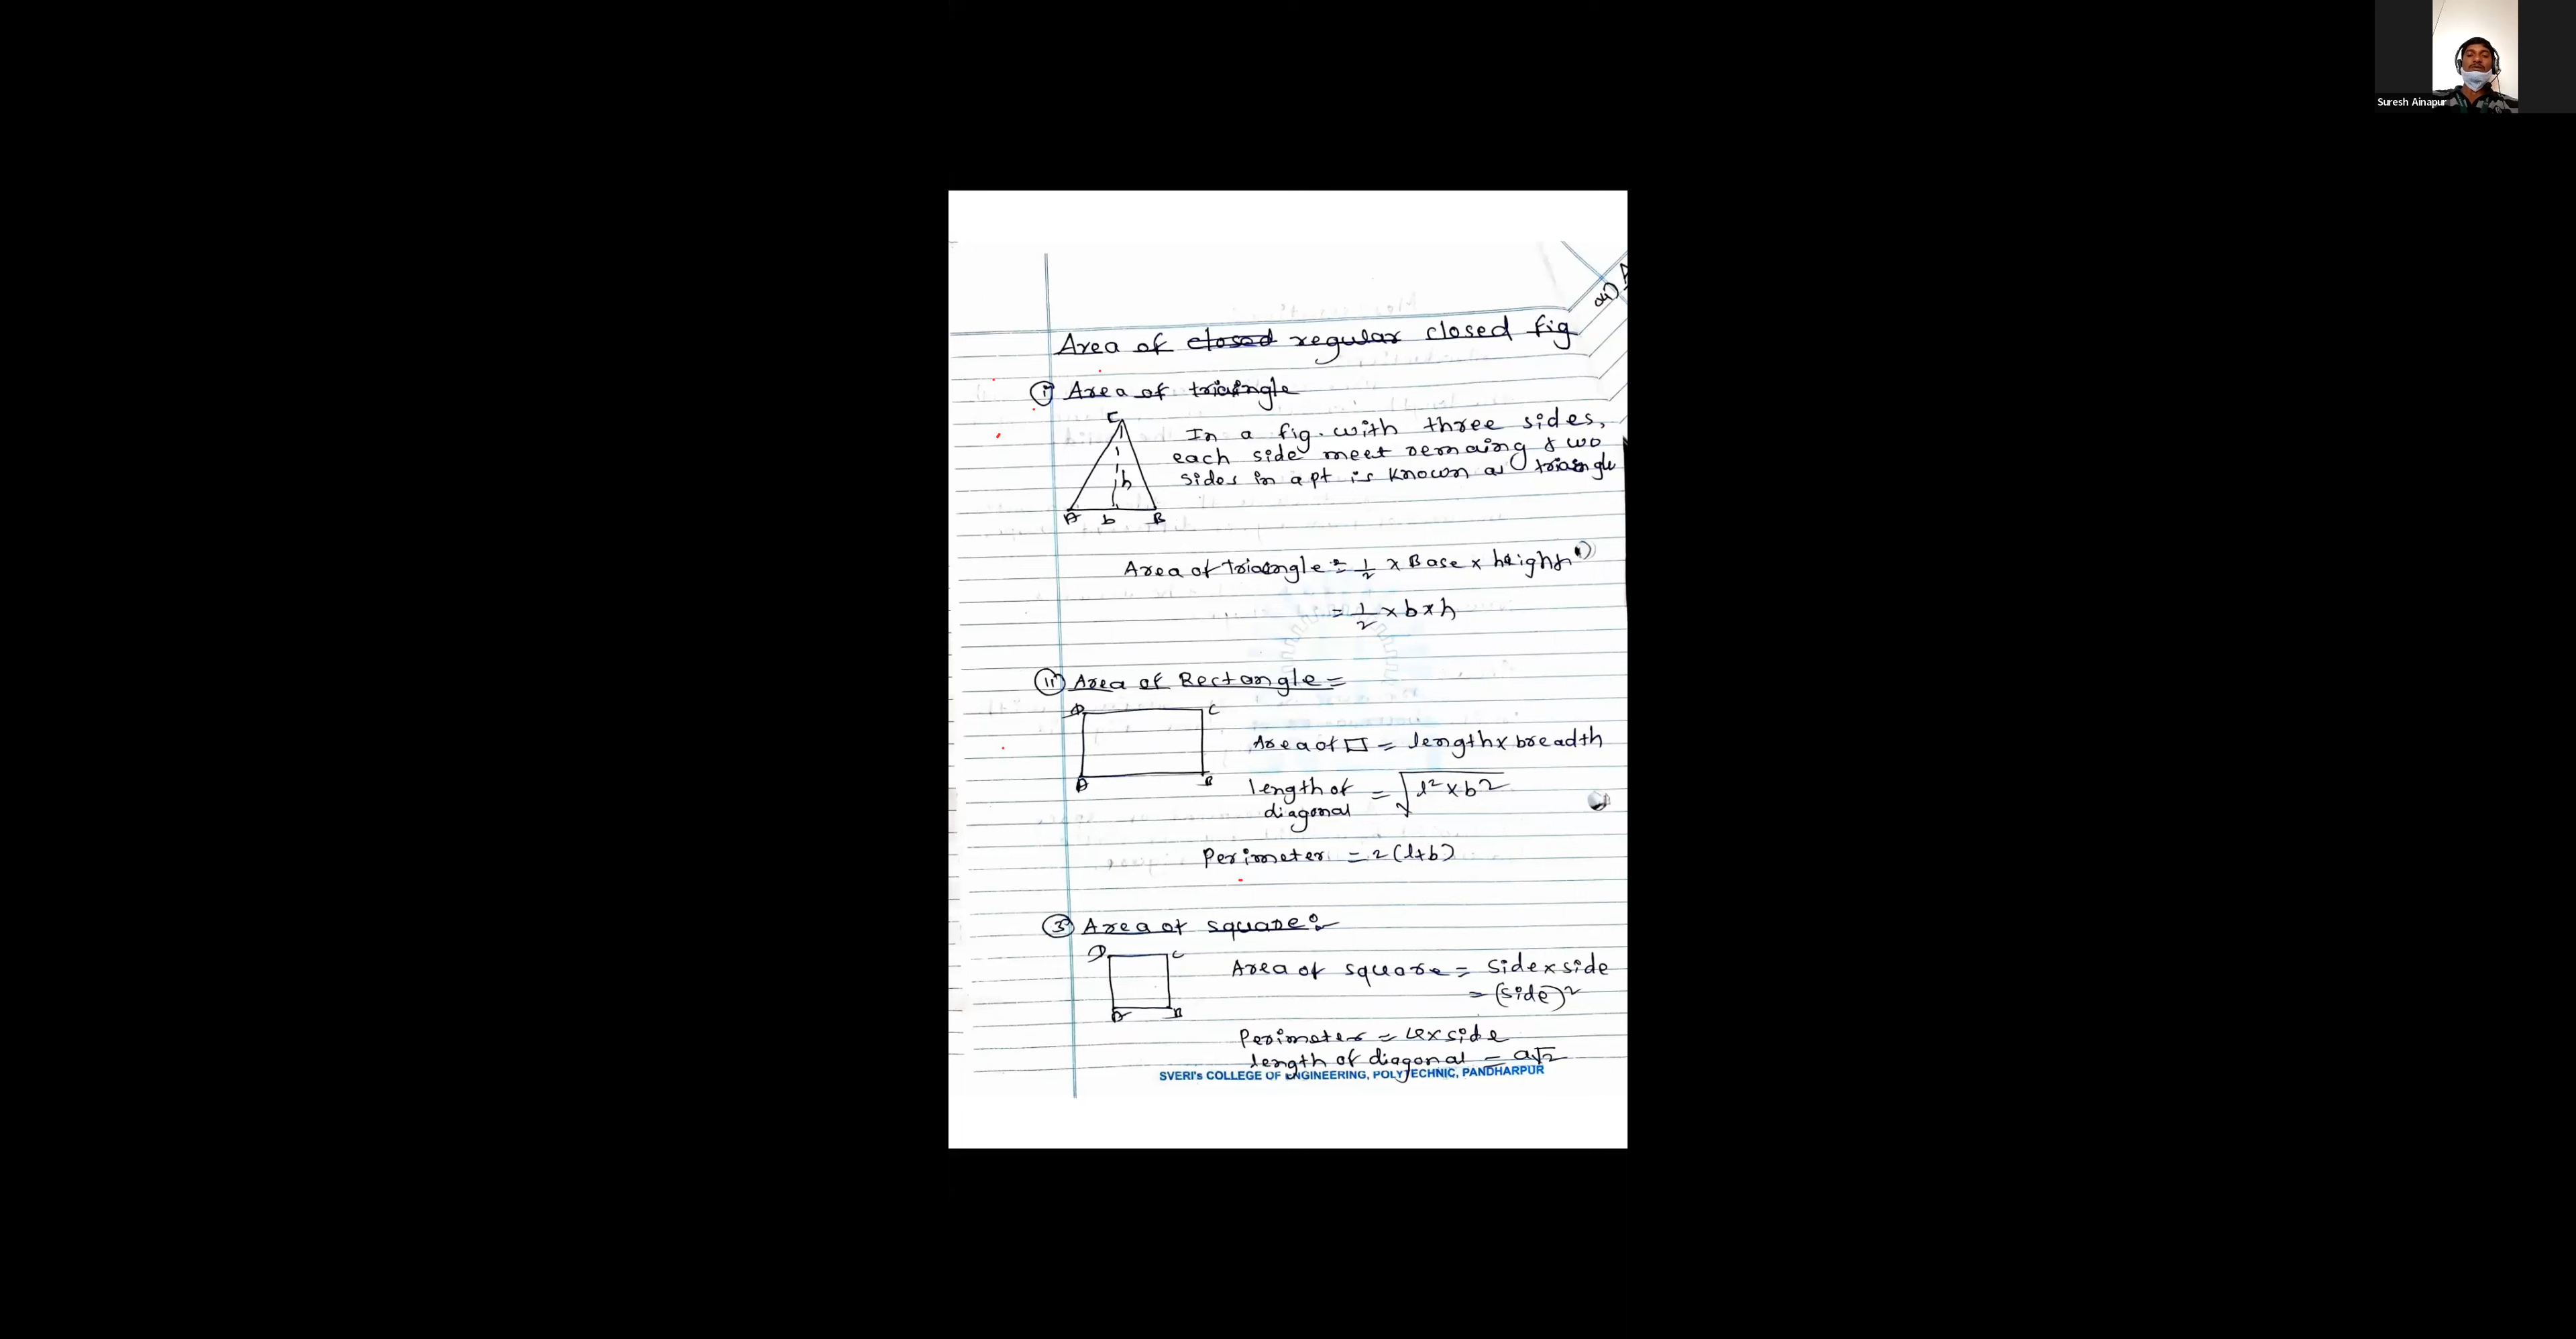 Suresh Ainapur
Area of closed regular closed fig
i) Area of triangle
C
In a fig. with three sides,
each side meet remaing two
sides in a pt is known as triangle
h
A b B
Area of triangle = 1/2 x Base x height
= 1/2 x b x h
ii) Area of Rectangle =
D C
Area of □ = length x breadth
A B
length of diagonal = √l² x b²
Perimeter = 2(l+b)
3) Area of square :-
D C
Area of square = side x side
= (side)²
A B
Perimeter = 4 x side
length of diagonal = a√2
SVERI's COLLEGE OF ENGINEERING, POLYTECHNIC, PANDHARPUR